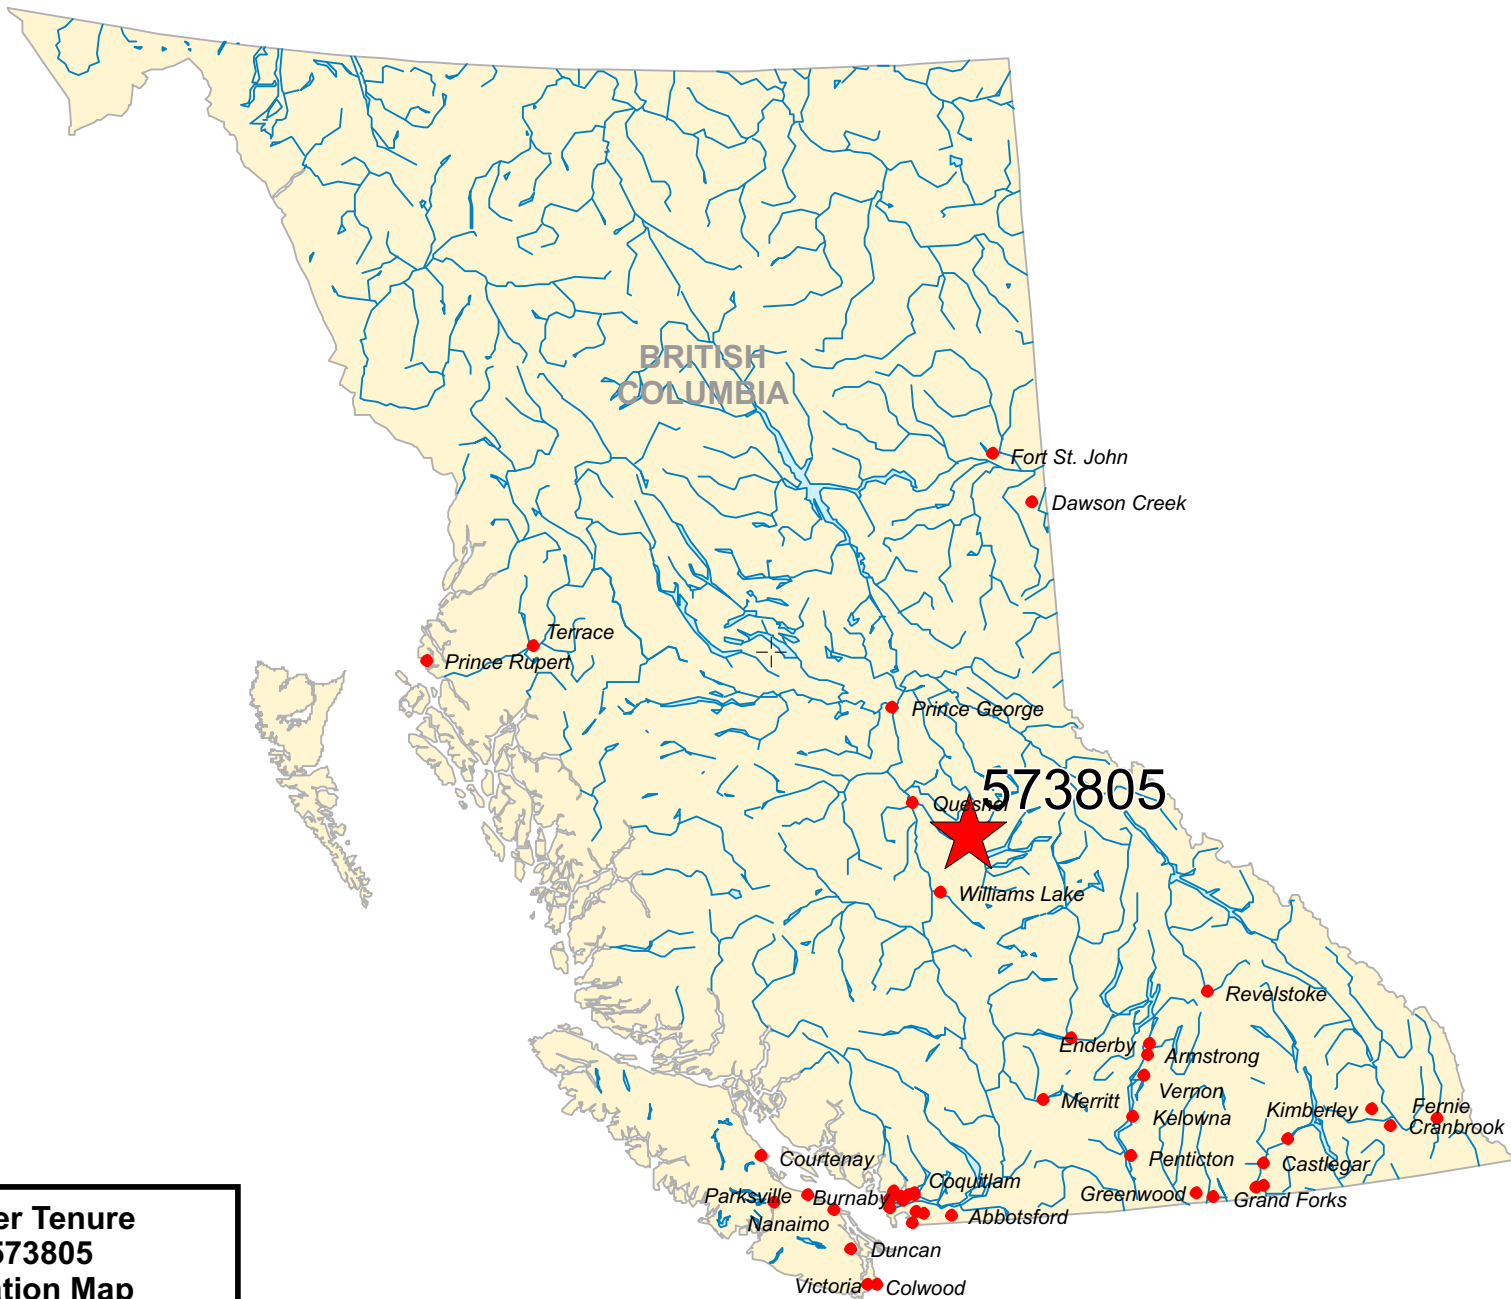 BRITISH
COLUMBIA
Fort St. John
Dawson Creek
Terrace
Prince Rupert
Prince George
573805
Quesnel
Williams Lake
Revelstoke
Enderby
Armstrong
Vernon
Merritt
Kelowna
Kimberley
Fernie
Cranbrook
Courtenay
Penticton
Castlegar
Coquitlam
Parksville
Burnaby
Greenwood
Grand Forks
Nanaimo
Abbotsford
Duncan
Victoria
Colwood
er Tenure
573805
ation Map